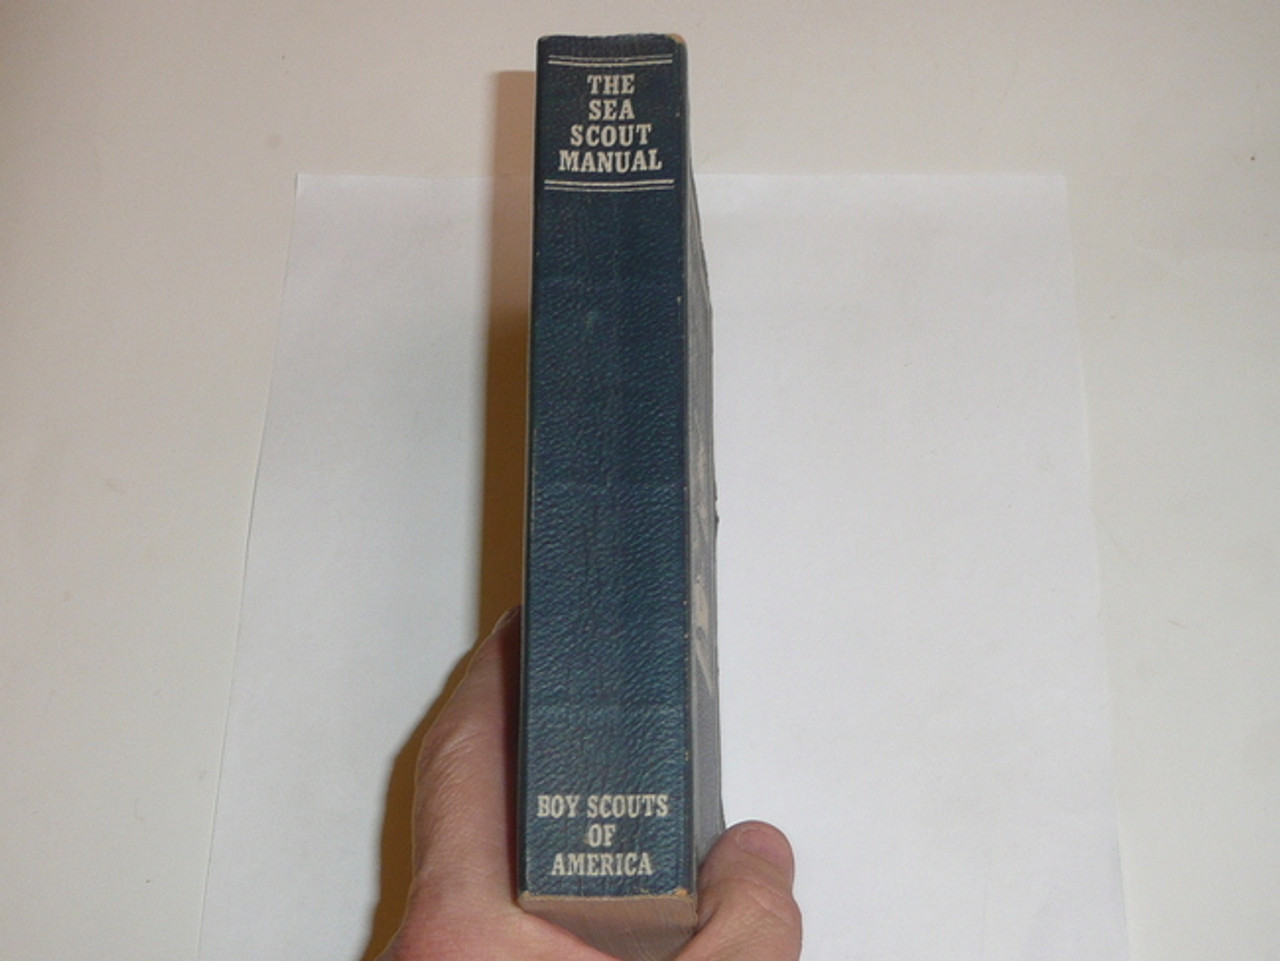 THE
SEA
SCOUT
MANUAL
BOY SCOUTS
OF
AMERICA